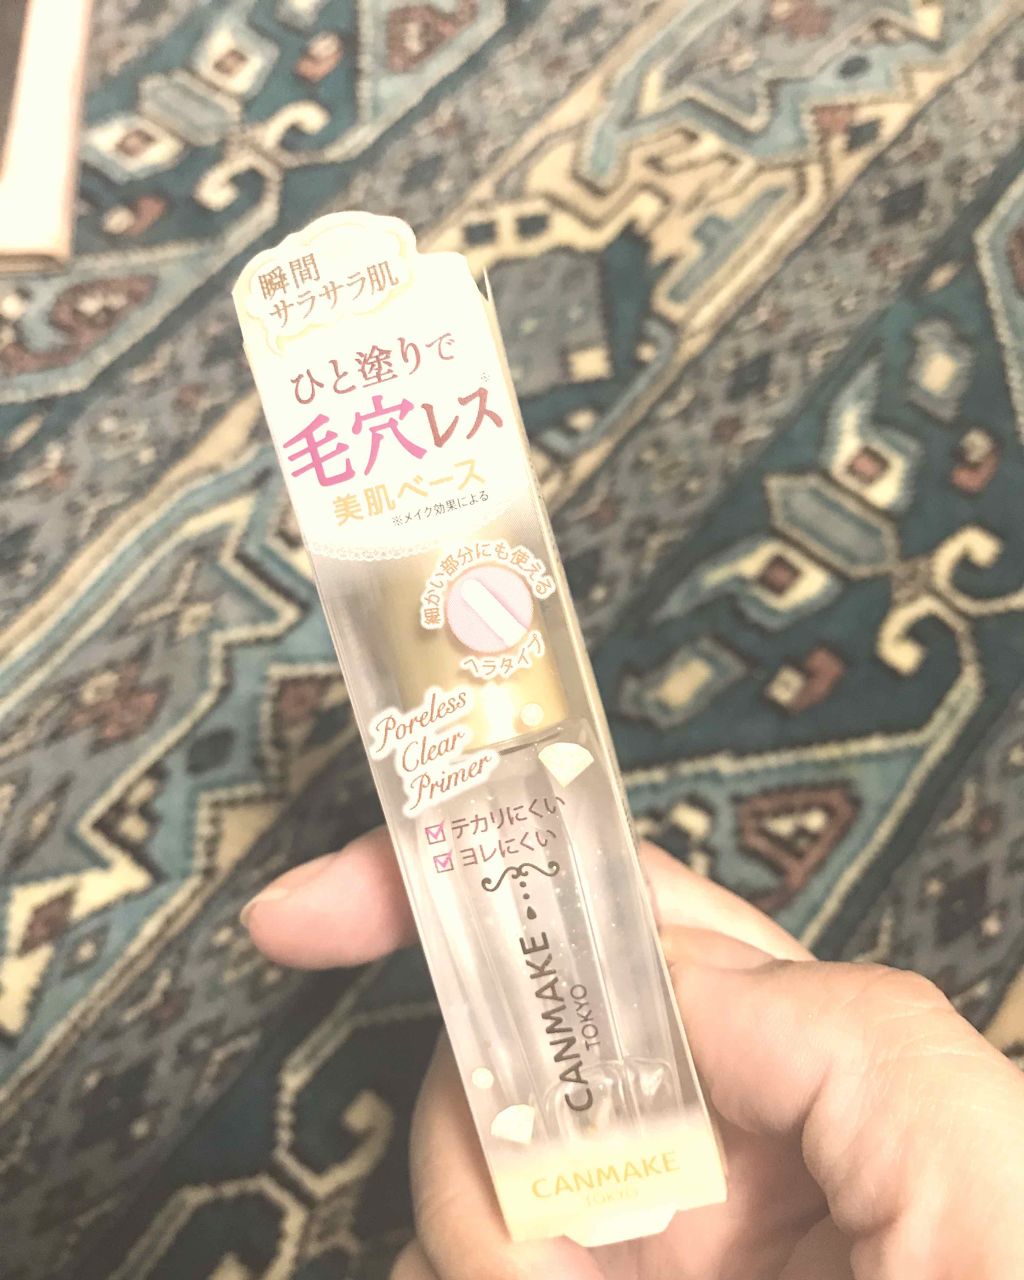 瞬間
サラサラ肌
ひと塗りで
毛穴レス※
美肌ベース
※メイク効果による
細かい部分にも使える
ヘラタイプ
Poreless
Clear
Primer
テカリにくい
ヨレにくい
CANMAKE
TOKYO
CANMAKE
TOKYO